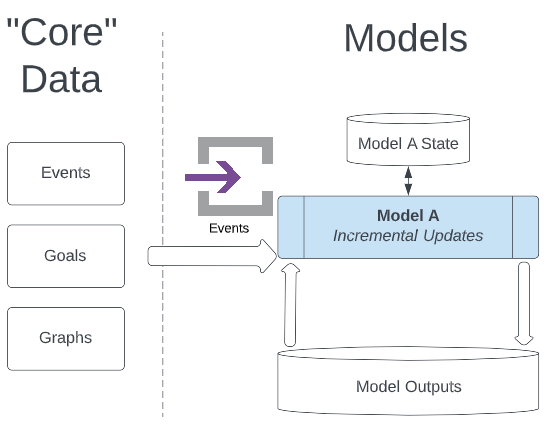 "Core"
Data
Models
Events
Goals
Graphs
Events
Model A State
Model A
Incremental Updates
Model Outputs